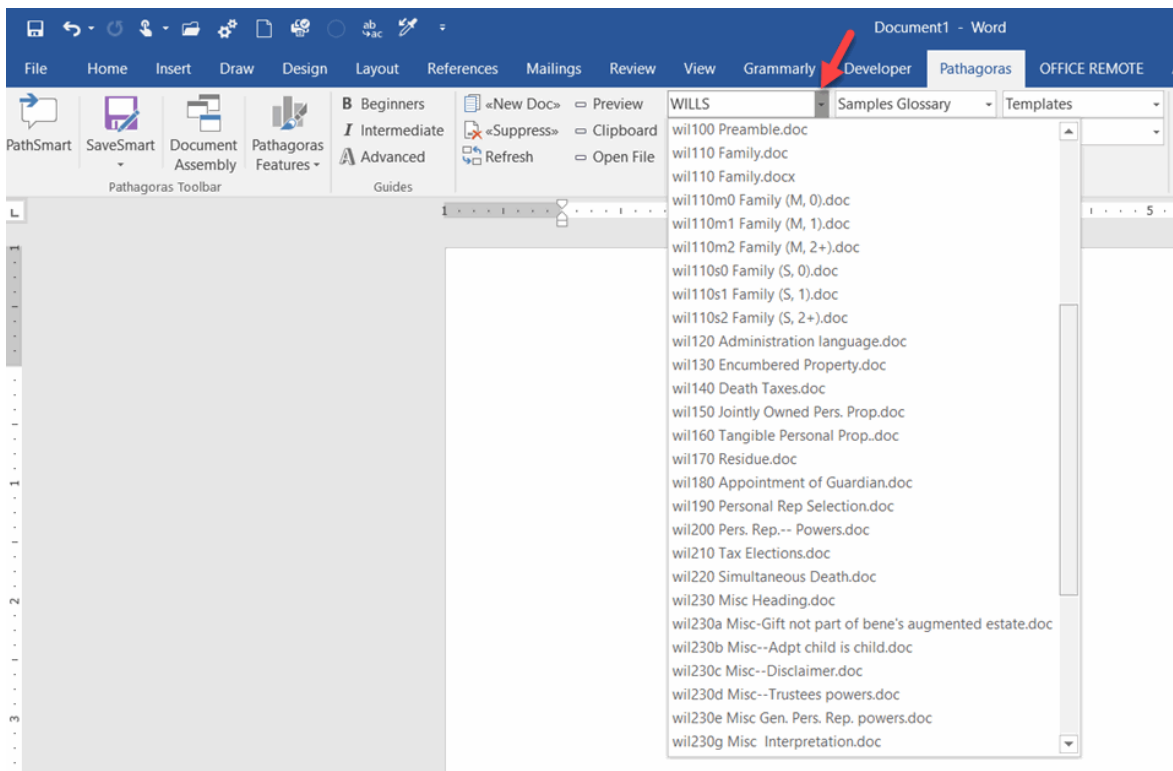 Document1 - Word
File Home Insert Draw Design Layout References Mailings Review View Grammarly Developer Pathagoras OFFICE REMOTE
PathSmart
SaveSmart
Document
Assembly
Pathagoras
Features
Pathagoras Toolbar
B Beginners
I Intermediate
A Advanced
Guides
«New Doc»
«Suppress»
Refresh
Preview
Clipboard
Open File
WILLS
Samples Glossary
Templates
wil100 Preamble.doc
wil110 Family.doc
wil110 Family.docx
wil110m0 Family (M, 0).doc
wil110m1 Family (M, 1).doc
wil110m2 Family (M, 2+).doc
wil110s0 Family (S, 0).doc
wil110s1 Family (S, 1).doc
wil110s2 Family (S, 2+).doc
wil120 Administration language.doc
wil130 Encumbered Property.doc
wil140 Death Taxes.doc
wil150 Jointly Owned Pers. Prop.doc
wil160 Tangible Personal Prop..doc
wil170 Residue.doc
wil180 Appointment of Guardian.doc
wil190 Personal Rep Selection.doc
wil200 Pers. Rep.-- Powers.doc
wil210 Tax Elections.doc
wil220 Simultaneous Death.doc
wil230 Misc Heading.doc
wil230a Misc-Gift not part of bene's augmented estate.doc
wil230b Misc--Adpt child is child.doc
wil230c Misc--Disclaimer.doc
wil230d Misc--Trustees powers.doc
wil230e Misc Gen. Pers. Rep. powers.doc
wil230g Misc  Interpretation.doc
L
1 1 5
1
1
2
3